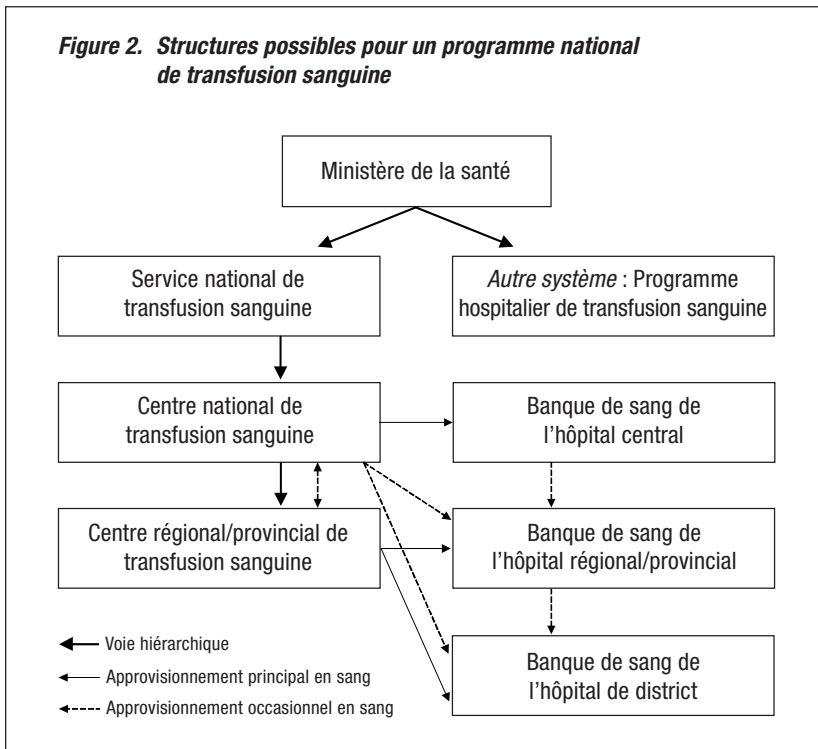 Figure 2. Structures possibles pour un programme national
de transfusion sanguine
Ministère de la santé
Service national de
transfusion sanguine
Autre système : Programme
hospitalier de transfusion sanguine
Centre national de
transfusion sanguine
Banque de sang de
l'hôpital central
Centre régional/provincial de
transfusion sanguine
Banque de sang de
l'hôpital régional/provincial
Banque de sang de
l'hôpital de district
Voie hiérarchique
Approvisionnement principal en sang
Approvisionnement occasionnel en sang